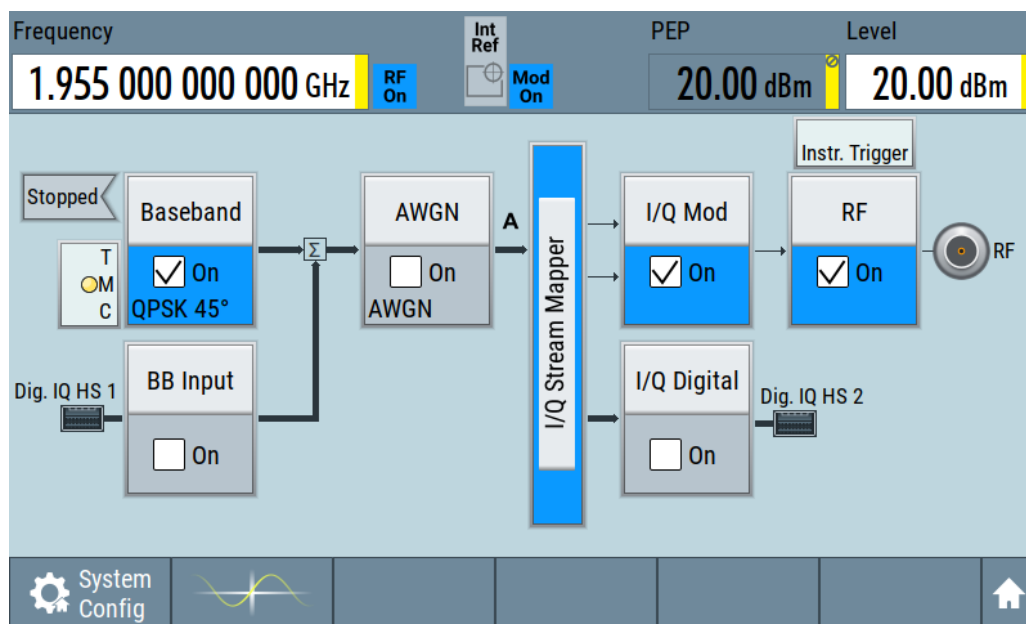 Frequency
Int
Ref
PEP
Level
1.955 000 000 000 GHz
RF
On
Mod
On
20.00 dBm
20.00 dBm
Instr. Trigger
Stopped
Baseband
On
QPSK 45°
T
M
C
Σ
AWGN
On
AWGN
A
I/Q Stream Mapper
I/Q Mod
On
RF
On
RF
Dig. IQ HS 1
BB Input
On
I/Q Digital
On
Dig. IQ HS 2
System
Config